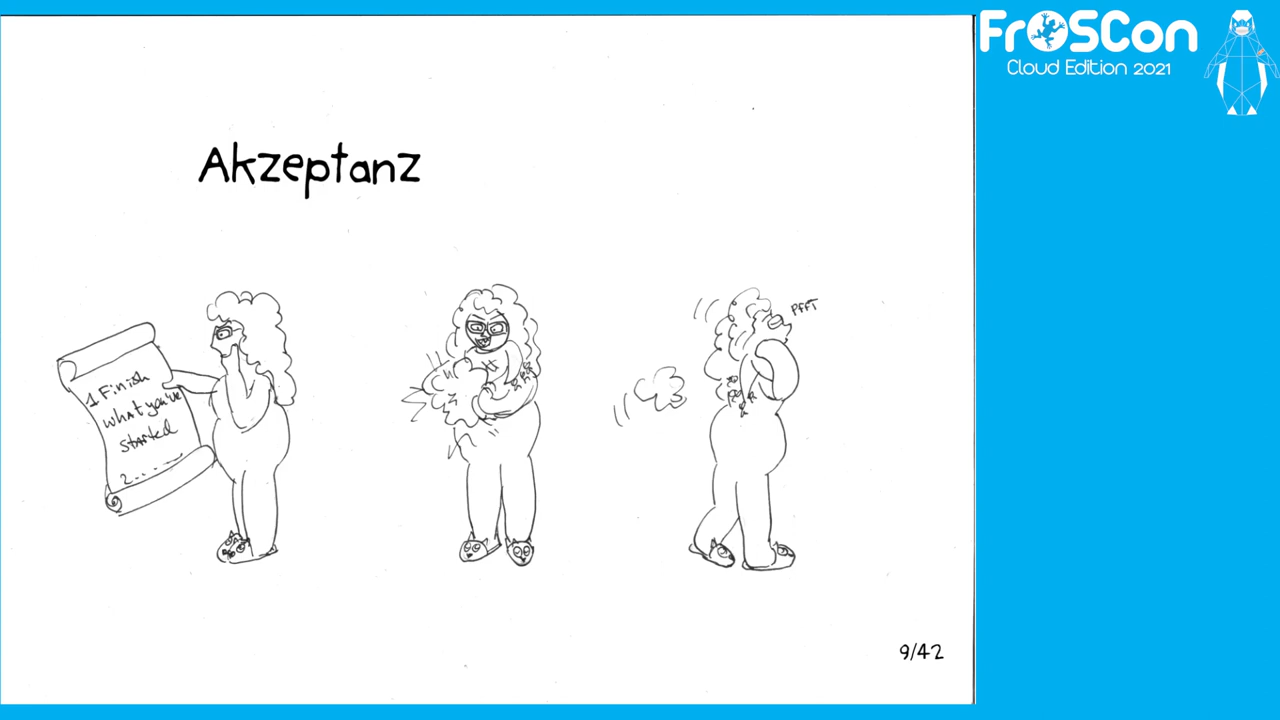 FrOSCon
Cloud Edition 2021
Akzeptanz
PFFT
1 Finish
what you've
started
2.....
9/42